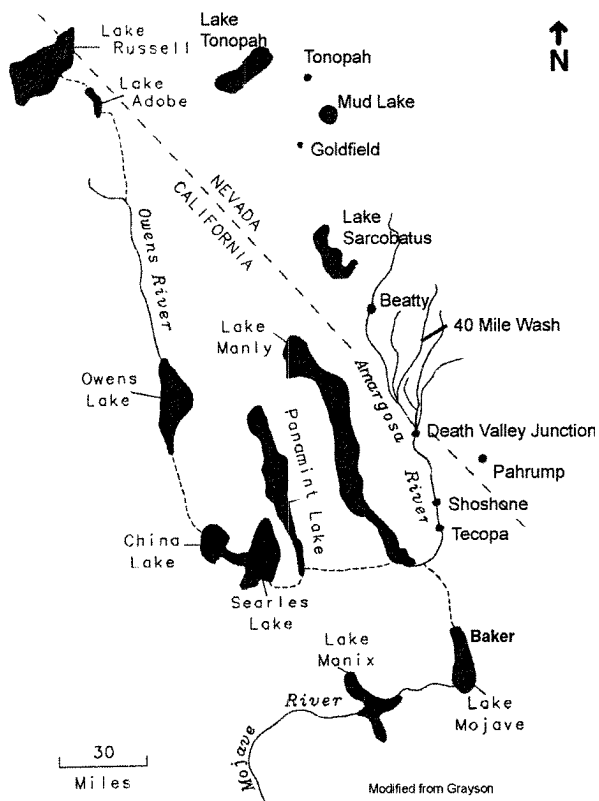 Lake
Russell
Lake
Adobe
Lake
Tonopah
Tonopah
Mud Lake
Goldfield
N
NEVADA
CALIFORNIA
Owens River
Lake
Sarcobatus
Beatty
40 Mile Wash
Lake
Manly
Owens
Lake
Panamint Lake
Amargosa
River
Death Valley Junction
Pahrump
Shoshone
Tecopa
China
Lake
Searles
Lake
Baker
Lake
Manix
Lake
Mojave
Mojave
River
30
Miles
Modified from Grayson